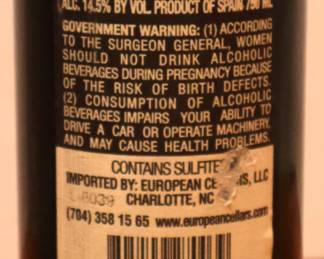 ALC. 14.5% BY VOL. PRODUCT OF SPAIN 750 ML
GOVERNMENT WARNING: (1) ACCORDING
TO THE SURGEON GENERAL, WOMEN
SHOULD NOT DRINK ALCOHOLIC
BEVERAGES DURING PREGNANCY BECAUSE
OF THE RISK OF BIRTH DEFECTS.
(2) CONSUMPTION OF ALCOHOLIC
BEVERAGES IMPAIRS YOUR ABILITY TO
DRIVE A CAR OR OPERATE MACHINERY,
AND MAY CAUSE HEALTH PROBLEMS.
CONTAINS SULFITES
IMPORTED BY: EUROPEAN CELLARS, LLC
CHARLOTTE, NC
(704) 358 15 65 www.europeancellars.com